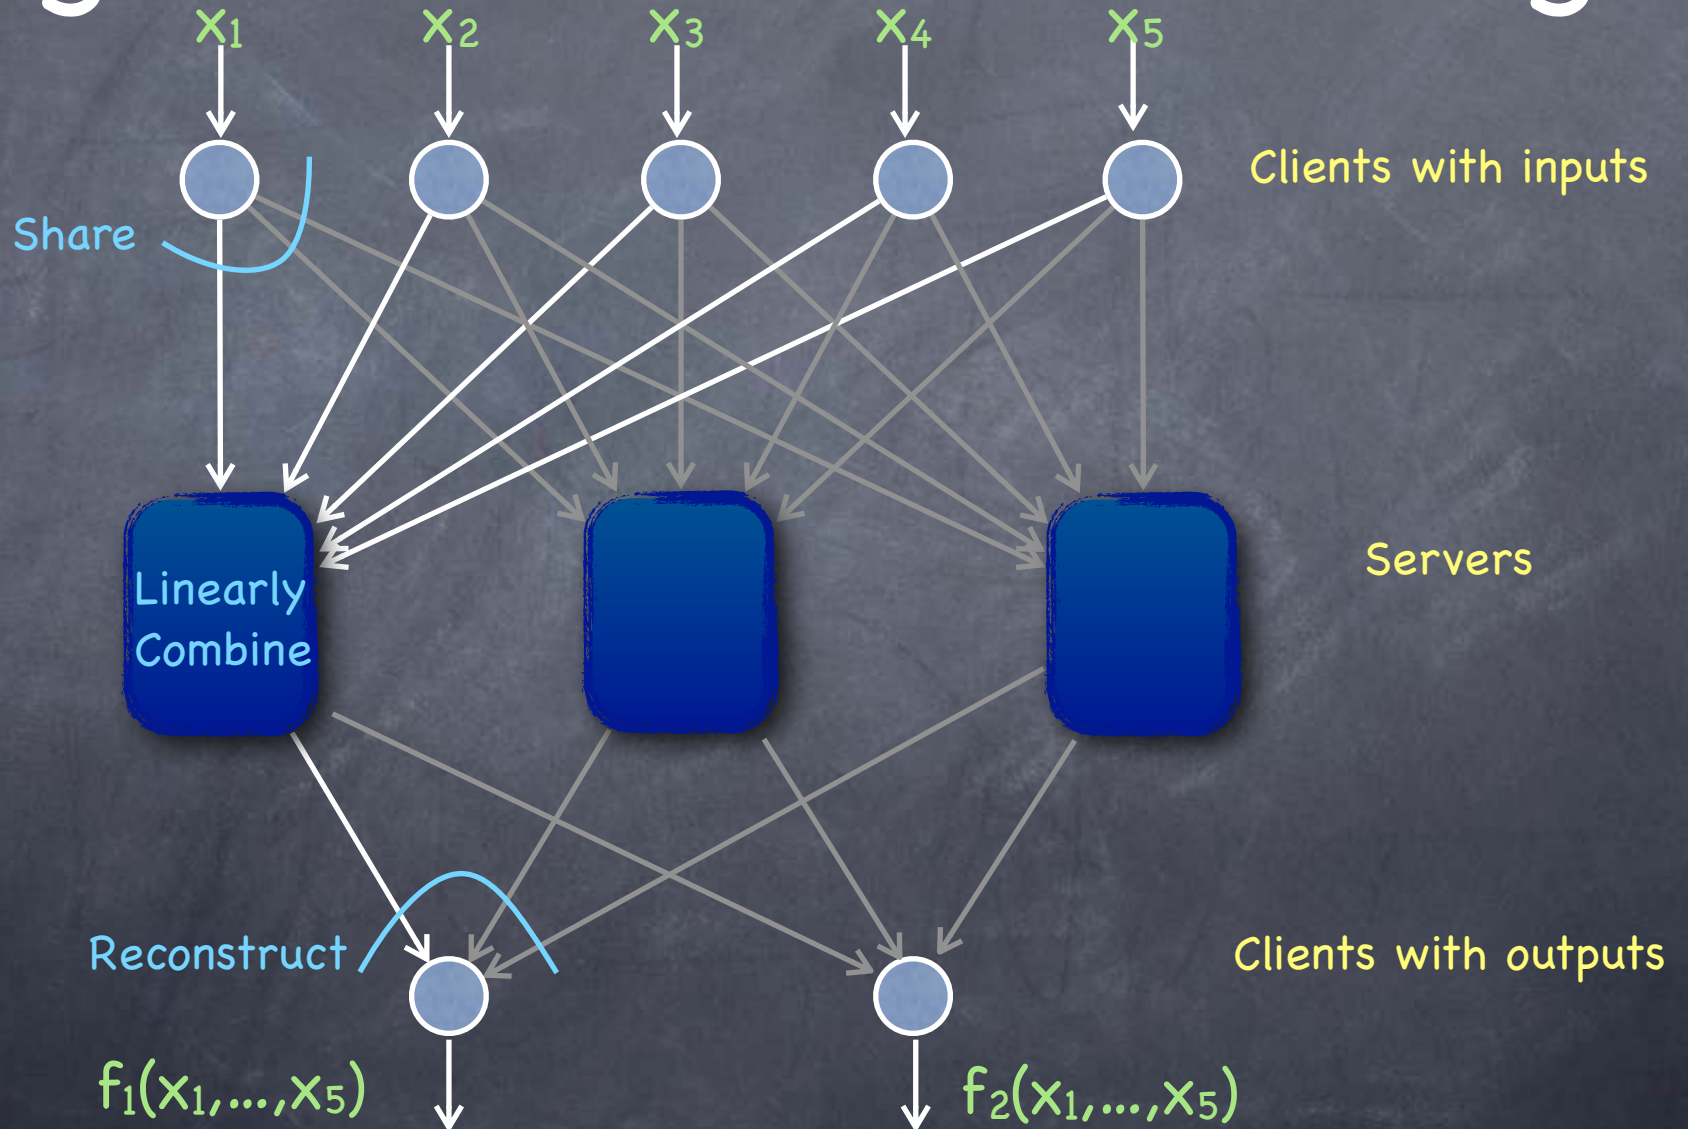 x₁ x₂ x₃ x₄ x₅
Clients with inputs
Share
Servers
Linearly
Combine
Reconstruct
Clients with outputs
f₁(x₁,...,x₅)
f₂(x₁,...,x₅)